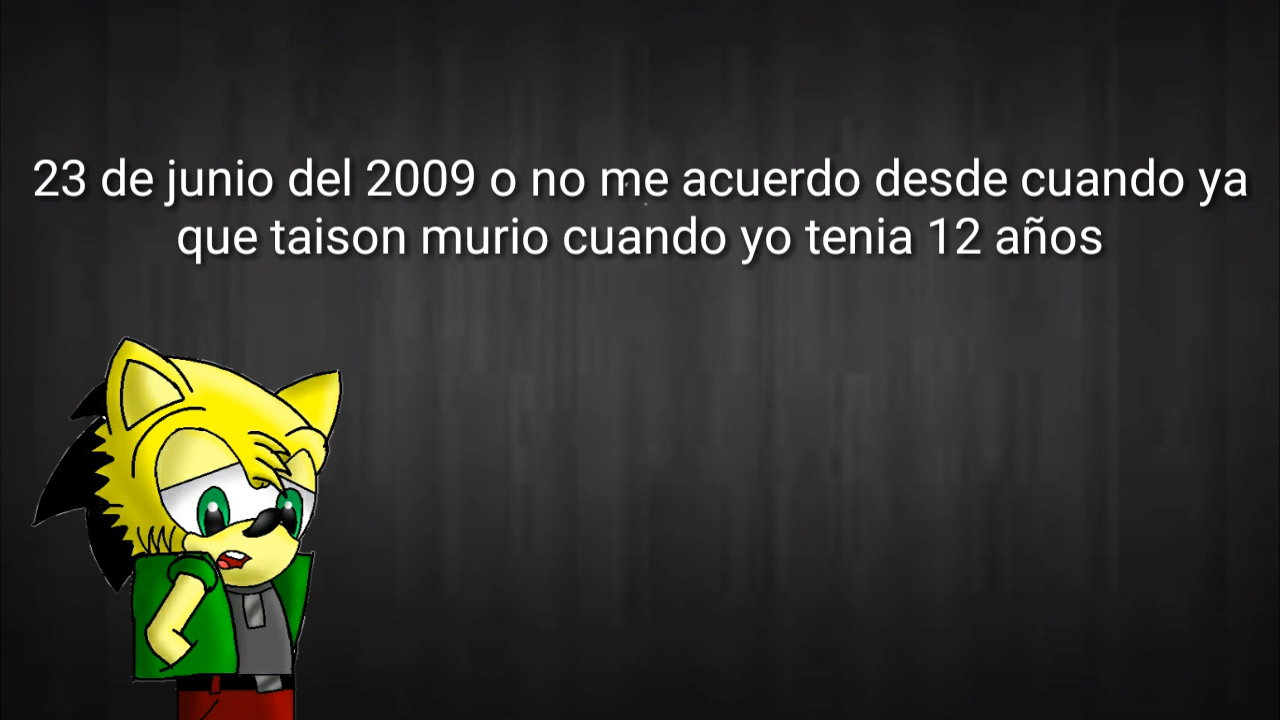 23 de junio del 2009 o no me acuerdo desde cuando ya
que taison murio cuando yo tenia 12 años